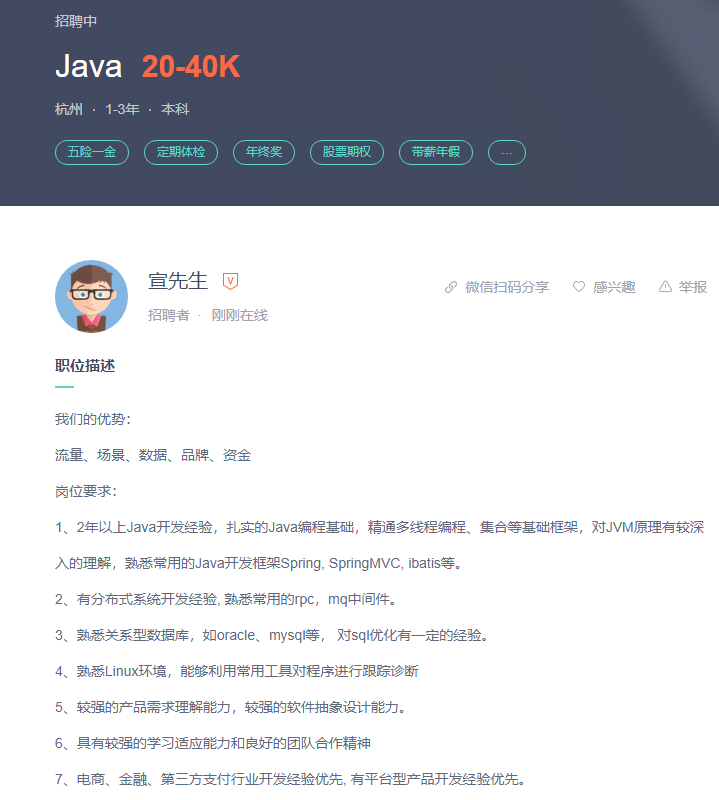 招聘中
Java 20-40K
杭州 · 1-3年 · 本科
五险一金 定期体检 年终奖 股票期权 带薪年假 ...
宣先生 V
微信扫码分享 感兴趣 举报
招聘者 · 刚刚在线
职位描述
我们的优势：
流量、场景、数据、品牌、资金
岗位要求：
1、2年以上Java开发经验，扎实的Java编程基础，精通多线程编程、集合等基础框架，对JVM原理有较深
入的理解，熟悉常用的Java开发框架Spring, SpringMVC, ibatis等。
2、有分布式系统开发经验, 熟悉常用的rpc，mq中间件。
3、熟悉关系型数据库，如oracle、mysql等， 对sql优化有一定的经验。
4、熟悉Linux环境，能够利用常用工具对程序进行跟踪诊断
5、较强的产品需求理解能力，较强的软件抽象设计能力。
6、具有较强的学习适应能力和良好的团队合作精神
7、电商、金融、第三方支付行业开发经验优先, 有平台型产品开发经验优先。